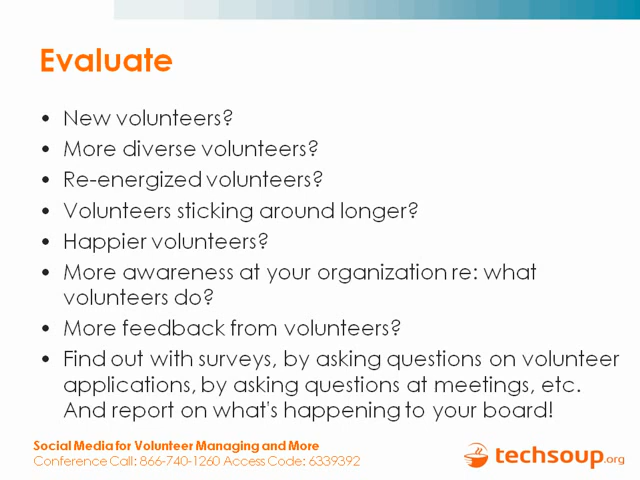 Evaluate
• New volunteers?
• More diverse volunteers?
• Re-energized volunteers?
• Volunteers sticking around longer?
• Happier volunteers?
• More awareness at your organization re: what
volunteers do?
• More feedback from volunteers?
• Find out with surveys, by asking questions on volunteer
applications, by asking questions at meetings, etc.
And report on what's happening to your board!
Social Media for Volunteer Managing and More
Conference Call: 866-740-1260 Access Code: 6339392
techsoup.org